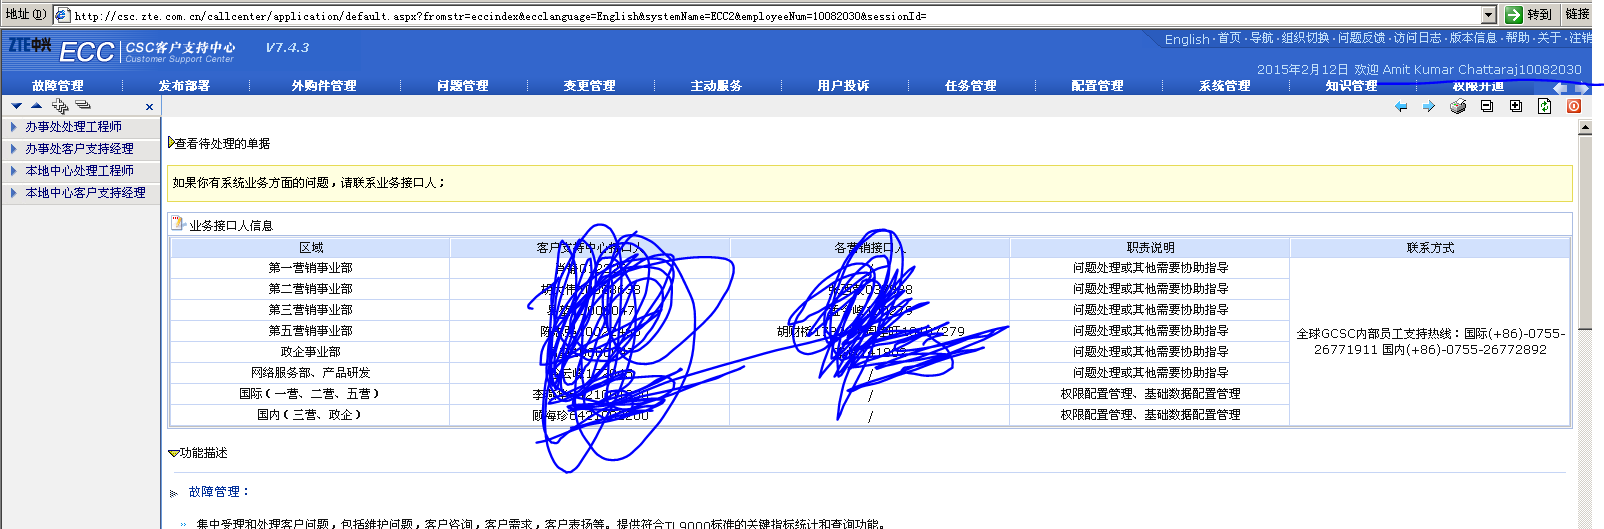 地址(D) http://csc.zte.com.cn/callcenter/application/default.aspx?fromstr=eccindex&ecclanguage=English&systemName=ECC2&employeeNum=10082030&sessionId= 转到 链接
ZTE中兴 ECC CSC客户支持中心 Customer Support Center V7.4.3
English·首页·导航·组织切换·问题反馈·访问日志·版本信息·帮助·关于·注销
2015年2月12日 欢迎 Amit Kumar Chattaraj10082030
故障管理 发布部署 外购件管理 问题管理 变更管理 主动服务 用户投诉 任务管理 配置管理 系统管理 知识管理 权限开通
办事处处理工程师
办事处客户支持经理
本地中心处理工程师
本地中心客户支持经理
查看待处理的单据
如果你有系统业务方面的问题，请联系业务接口人；
业务接口人信息
区域 客户支持中心接口人 各营销接口人 职责说明 联系方式
第一营销事业部 / 问题处理或其他需要协助指导
第二营销事业部 问题处理或其他需要协助指导
第三营销事业部 问题处理或其他需要协助指导
第五营销事业部 问题处理或其他需要协助指导
政企事业部 问题处理或其他需要协助指导
网络服务部、产品研发 / 问题处理或其他需要协助指导
国际(一营、二营、五营) / 权限配置管理、基础数据配置管理
国内(三营、政企) / 权限配置管理、基础数据配置管理
全球GCSC内部员工支持热线：国际(+86)-0755-
26771911 国内(+86)-0755-26772892
功能描述
故障管理：
集中受理和处理客户问题，包括维护问题，客户咨询，客户需求，客户表扬等。提供符合TL9000标准的关键指标统计和查询功能。